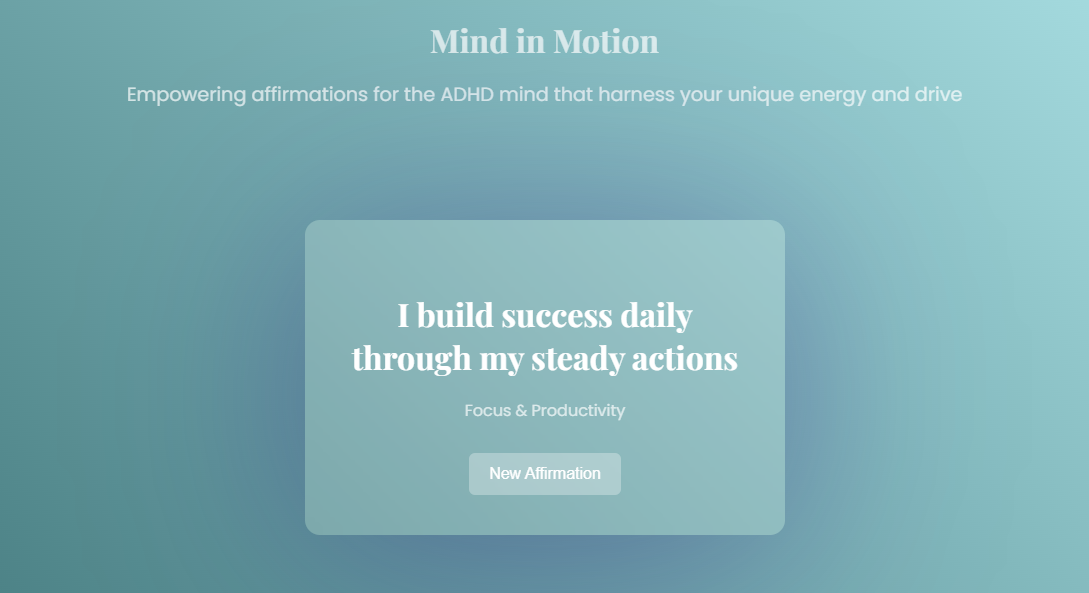 Mind in Motion
Empowering affirmations for the ADHD mind that harness your unique energy and drive
I build success daily
through my steady actions
Focus & Productivity
New Affirmation